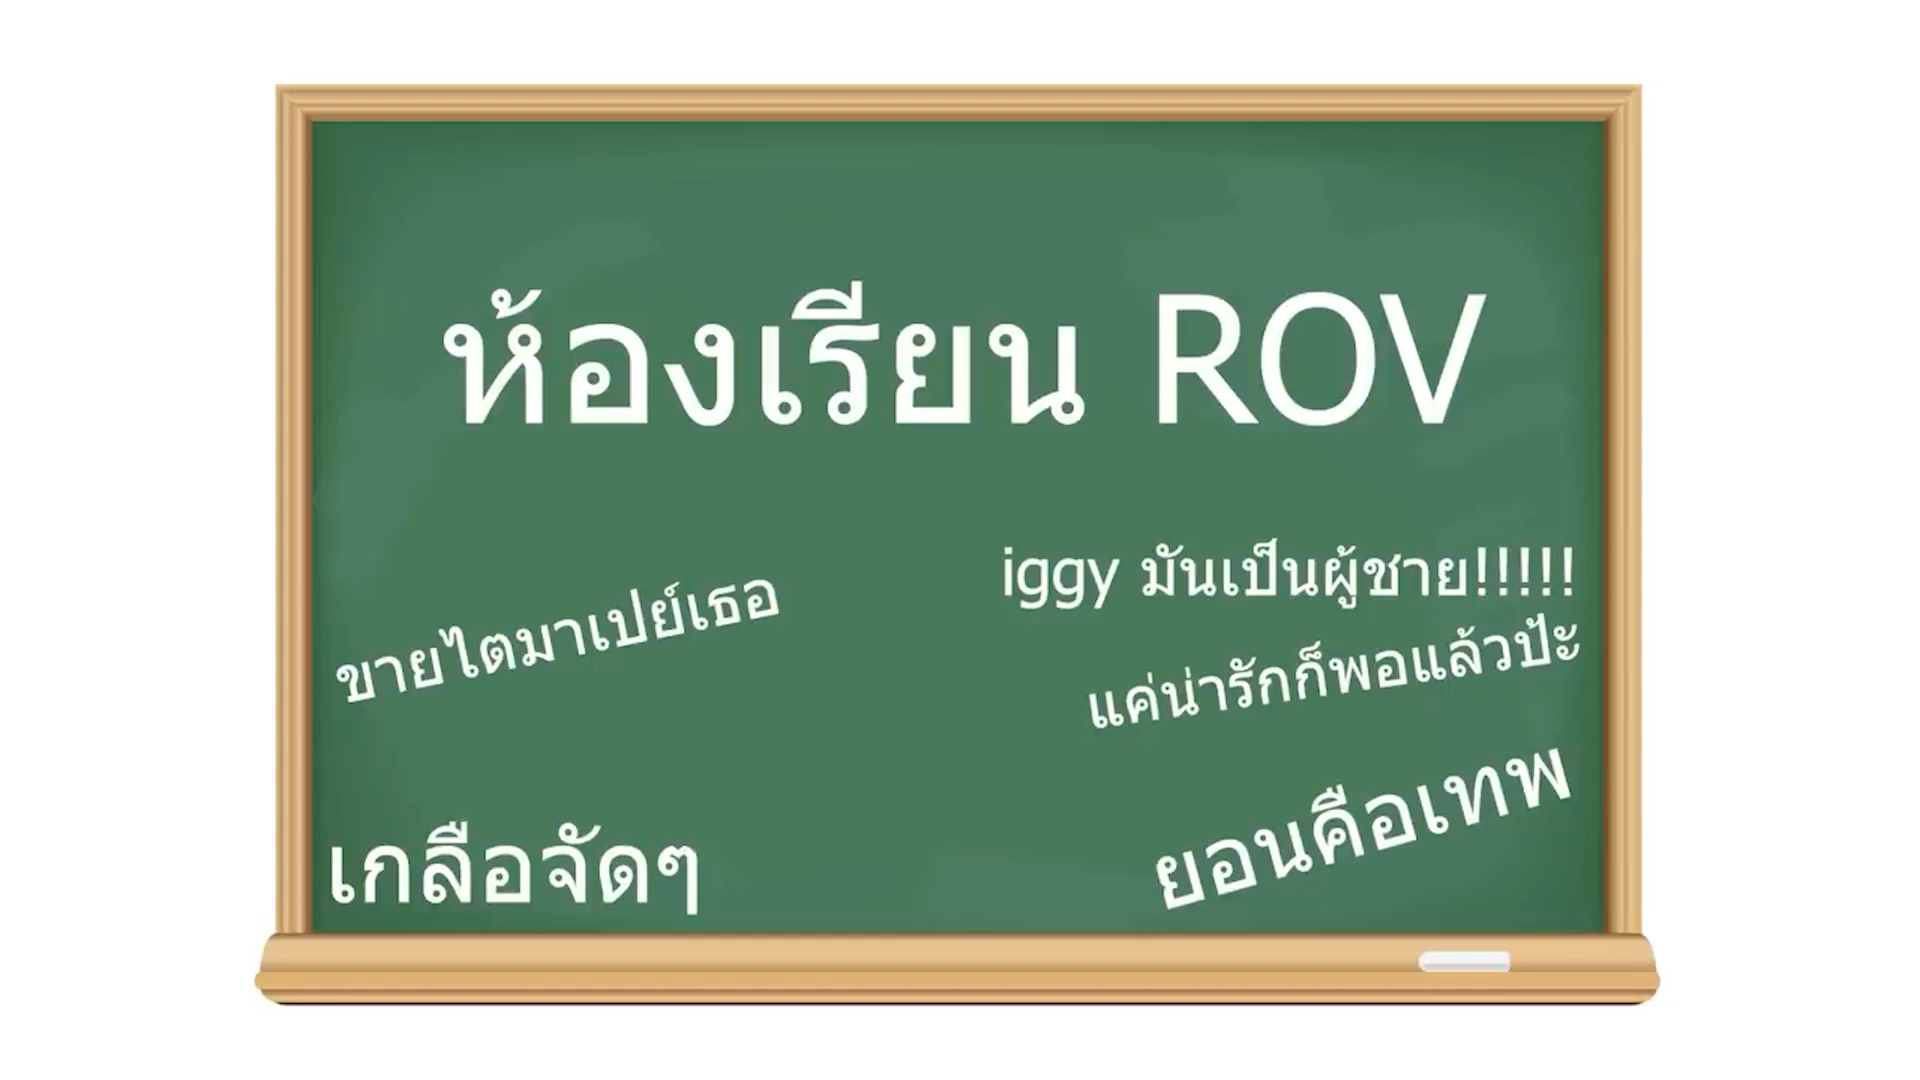 ห้องเรียน ROV
iggy มันเป็นผู้ชาย!!!!!
ขายไตมาเปย์เธอ
แค่น่ารักก็พอแล้วป้ะ
เกลือจัดๆ
ยอนคือเทพ